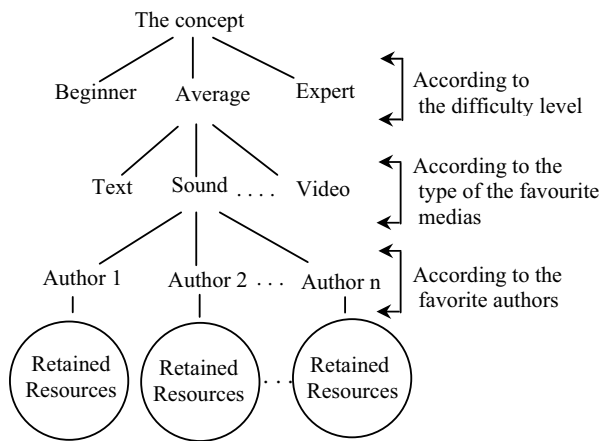 The concept
Beginner Average Expert
According to
the difficulty level
Text Sound . . . . Video
According to the
type of the favourite
medias
Author 1 Author 2 . . . Author n
According to the
favorite authors
Retained
Resources
Retained
Resources
. . .
Retained
Resources